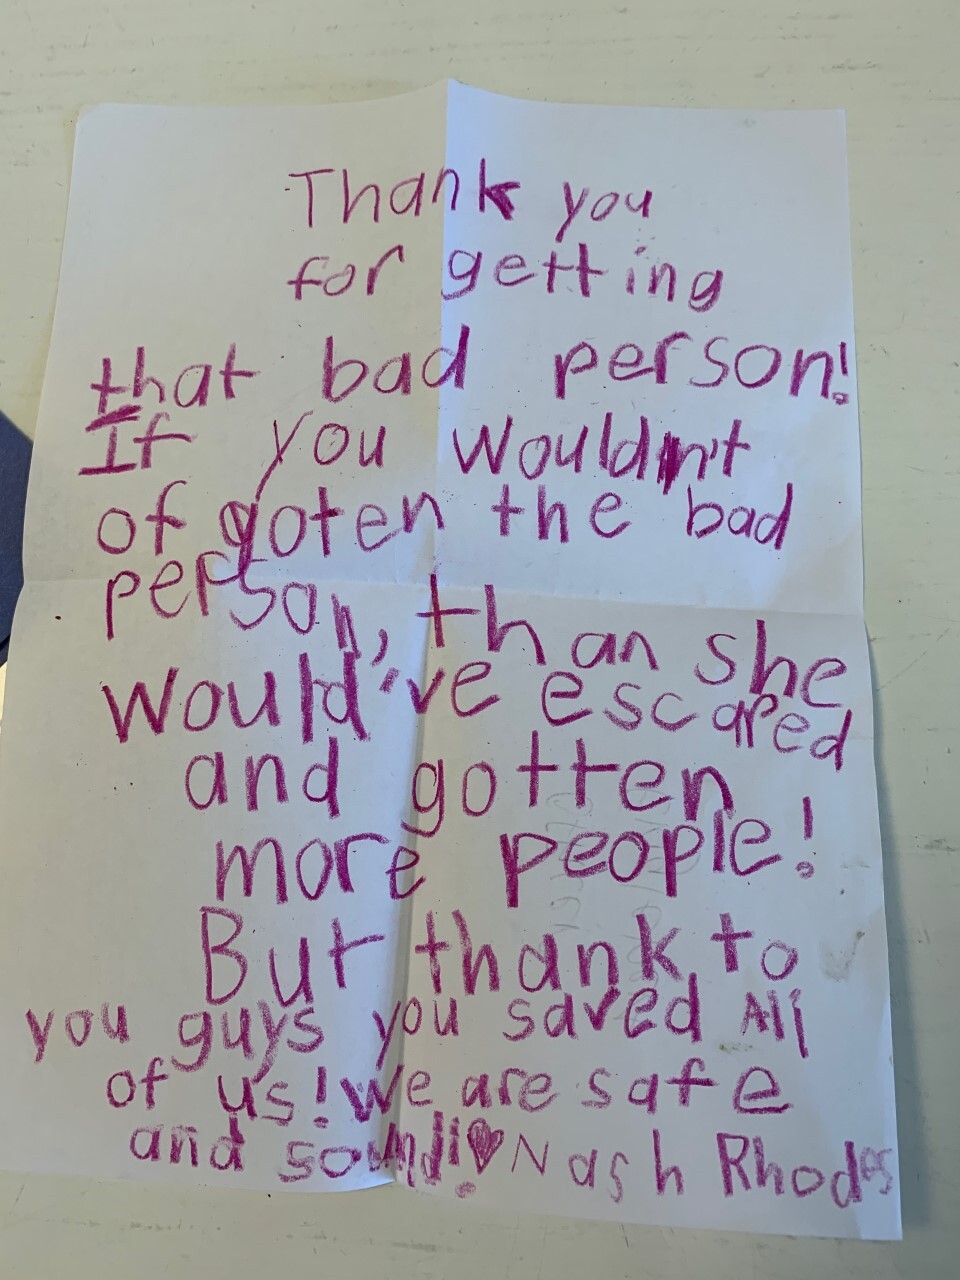 Thank you
for getting
that bad person!
If you wouldn't
of goten the bad
person, than she
would've escaped
and gotten
more people!
But thank to
you guys you saved All
of us! We are safe
and sound! ♥ Nash Rhodes